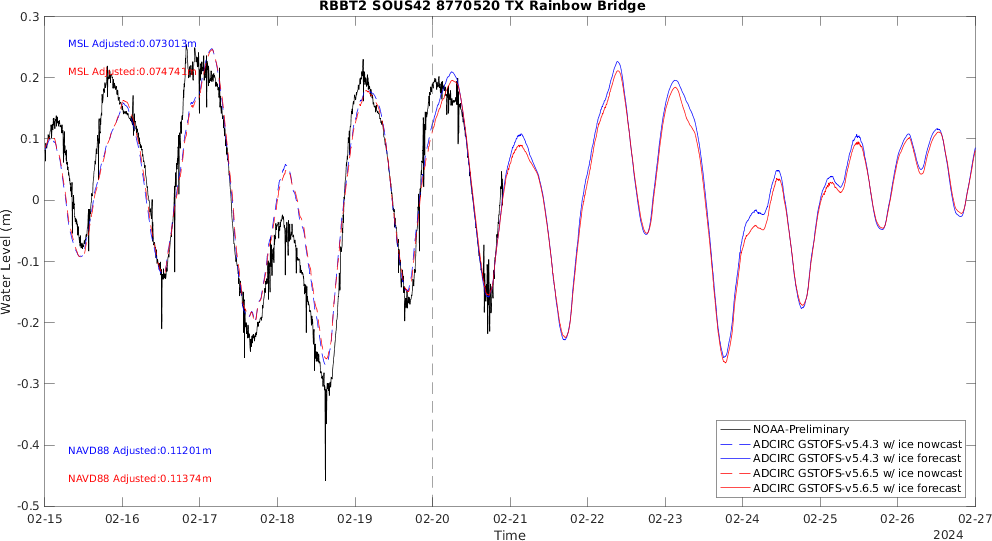 RBBT2 SOUS42 8770520 TX Rainbow Bridge
0.3
0.2
0.1
0
-0.1
-0.2
-0.3
-0.4
-0.5
Water Level (m)
MSL Adjusted:0.073013m
MSL Adjusted:0.074741m
NAVD88 Adjusted:0.11201m
NAVD88 Adjusted:0.11374m
NOAA-Preliminary
ADCIRC GSTOFS-v5.4.3 w/ ice nowcast
ADCIRC GSTOFS-v5.4.3 w/ ice forecast
ADCIRC GSTOFS-v5.6.5 w/ ice nowcast
ADCIRC GSTOFS-v5.6.5 w/ ice forecast
02-15 02-16 02-17 02-18 02-19 02-20 02-21 02-22 02-23 02-24 02-25 02-26 02-27
Time
2024